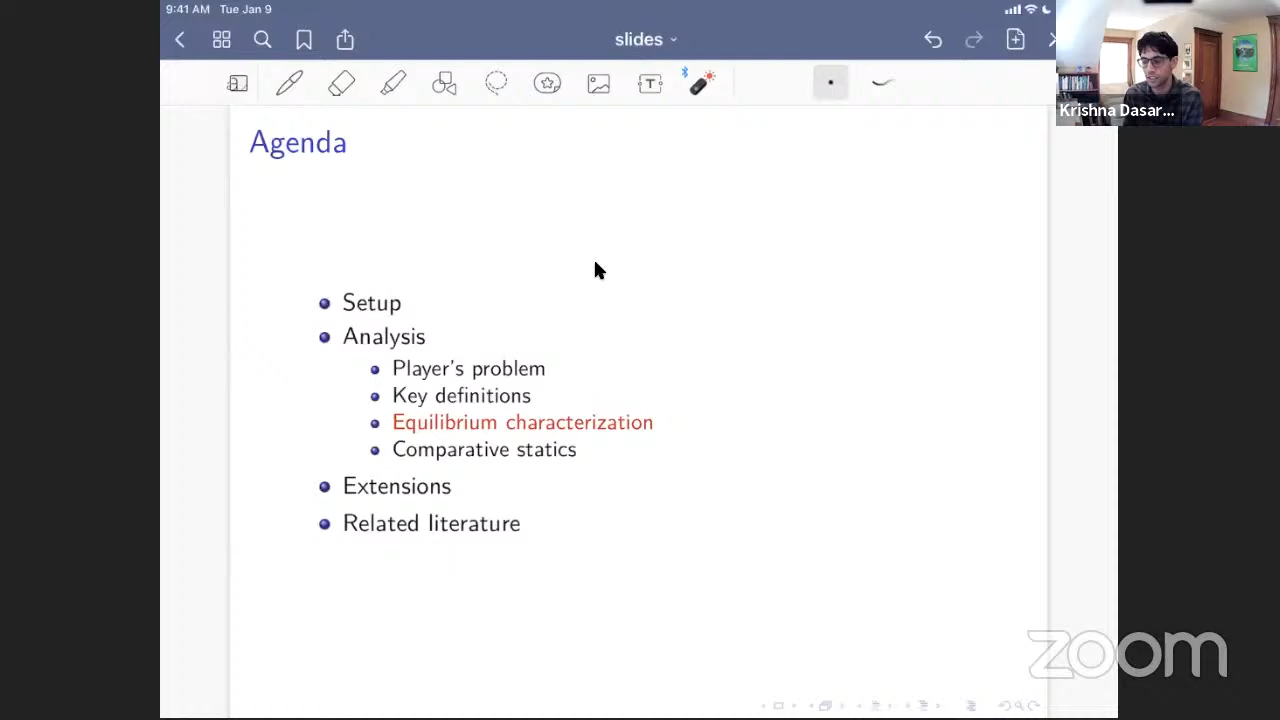 9:41 AM Tue Jan 9
slides
T
Krishna Dasar...
Agenda
Setup
Analysis
Player's problem
Key definitions
Equilibrium characterization
Comparative statics
Extensions
Related literature
zoom